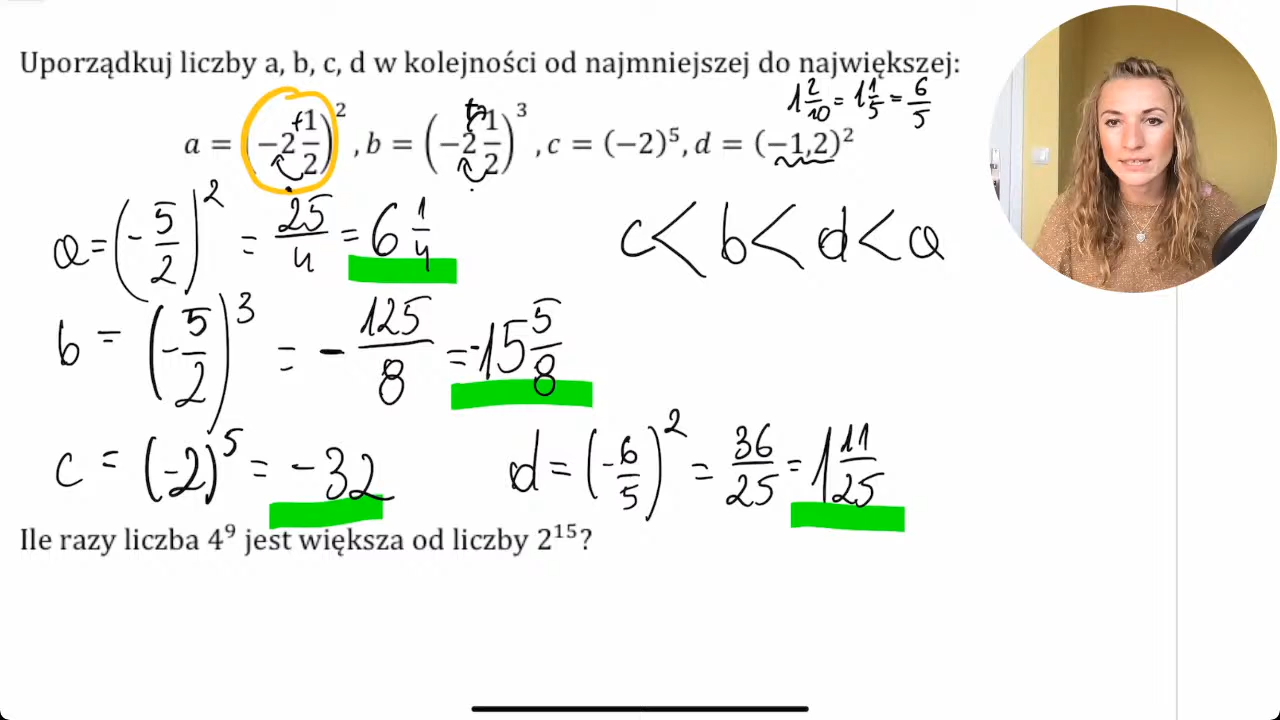 Uporządkuj liczby a, b, c, d w kolejności od najmniejszej do największej:
1 2/10 = 1 1/5 = 6/5
a = (−2 1/2)², b = (−2 1/2)³, c = (−2)⁵, d = (−1,2)²
a = (−5/2)² = 25/4 = 6 1/4
c < b < d < a
b = (−5/2)³ = −125/8 = −15 5/8
c = (−2)⁵ = −32
d = (−6/5)² = 36/25 = 1 11/25
Ile razy liczba 4⁹ jest większa od liczby 2¹⁵?